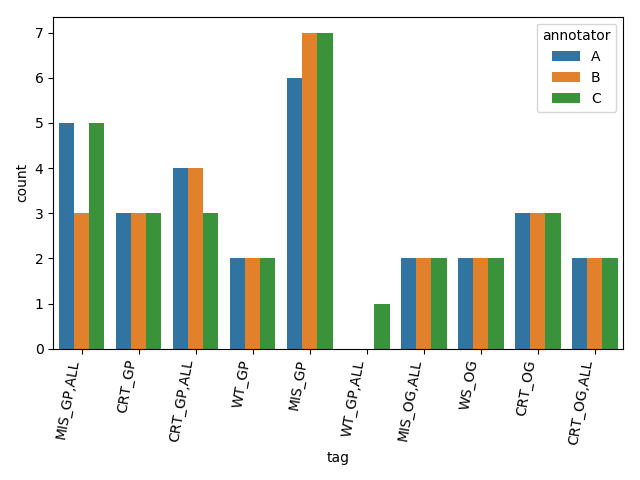 annotator
A
B
C
7
6
5
4
3
2
1
0
count
MIS_GP,ALL
CRT_GP
CRT_GP,ALL
WT_GP
MIS_GP
WT_GP,ALL
MIS_OG,ALL
WS_OG
CRT_OG
CRT_OG,ALL
tag